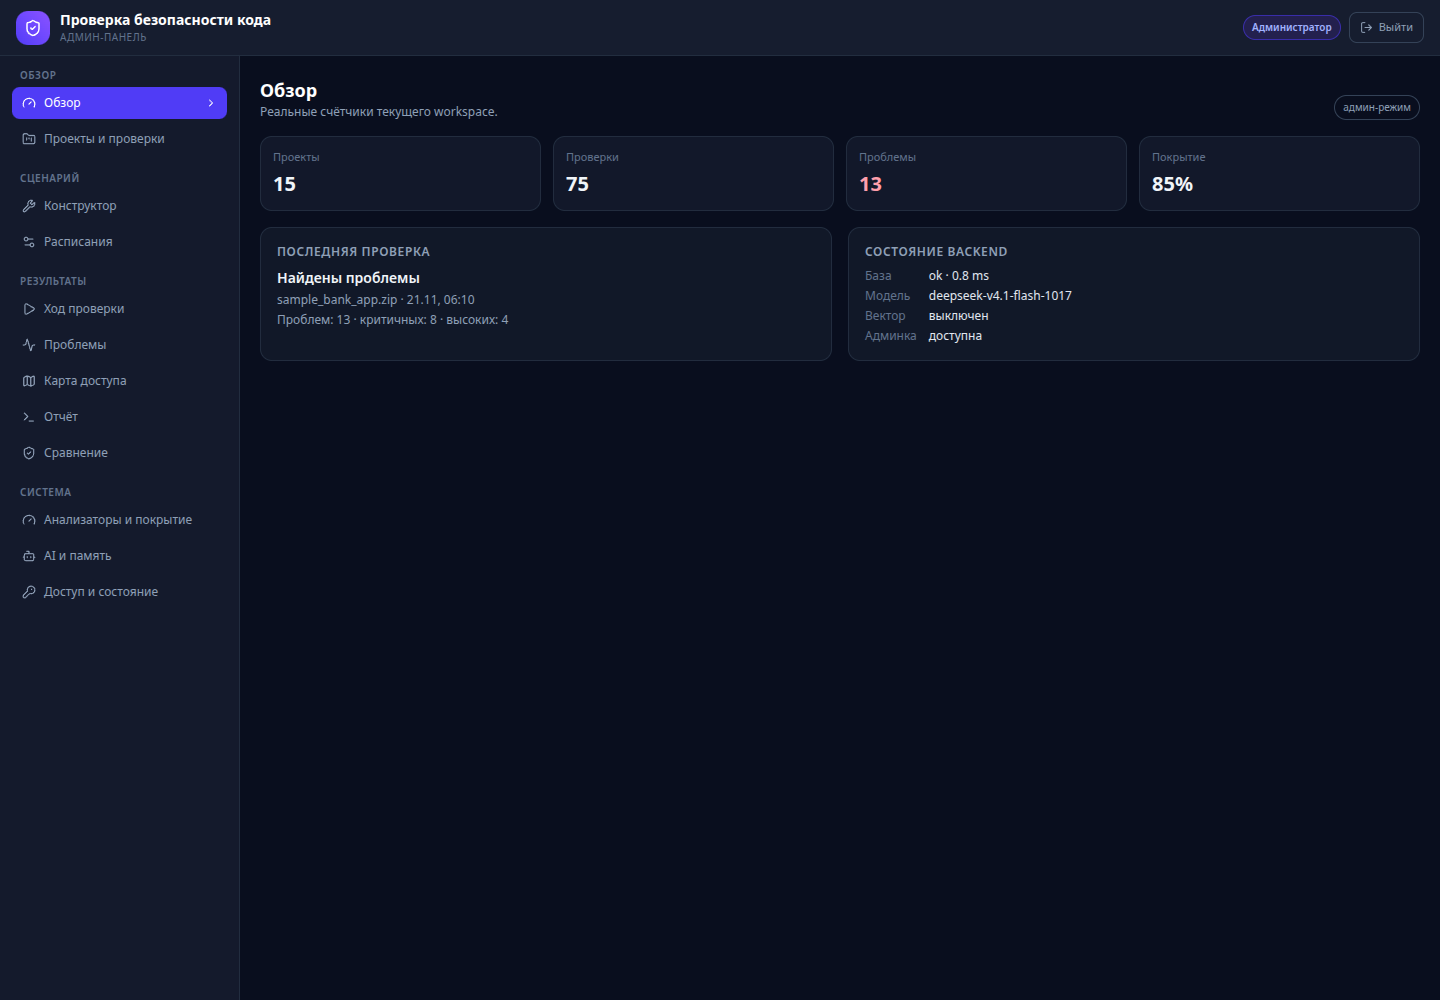 Проверка безопасности кода
АДМИН-ПАНЕЛЬ
Администратор
Выйти
ОБЗОР
Обзор
Проекты и проверки
СЦЕНАРИЙ
Конструктор
Расписания
РЕЗУЛЬТАТЫ
Ход проверки
Проблемы
Карта доступа
Отчёт
Сравнение
СИСТЕМА
Анализаторы и покрытие
AI и память
Доступ и состояние
Обзор
Реальные счётчики текущего workspace.
админ-режим
Проекты
15
Проверки
75
Проблемы
13
Покрытие
85%
ПОСЛЕДНЯЯ ПРОВЕРКА
Найдены проблемы
sample_bank_app.zip · 21.11, 06:10
Проблем: 13 · критичных: 8 · высоких: 4
СОСТОЯНИЕ BACKEND
База ok · 0.8 ms
Модель deepseek-v4.1-flash-1017
Вектор выключен
Админка доступна